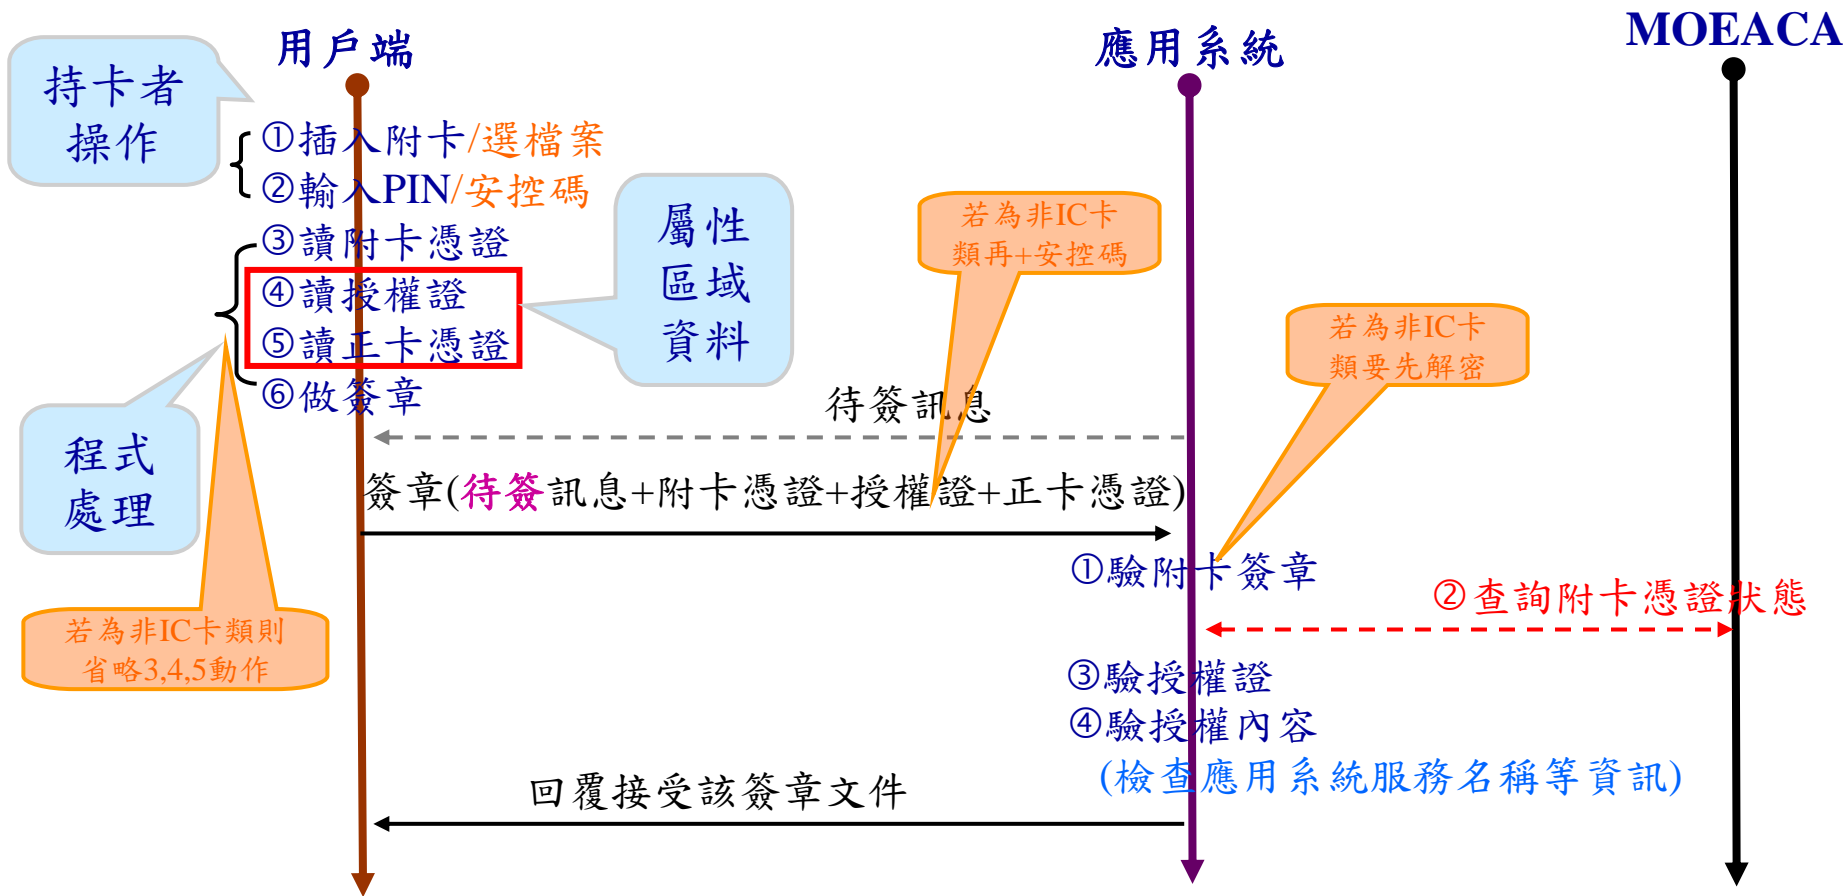 用戶端
應用系統
MOEACA
持卡者
操作
①插入附卡/選檔案
②輸入PIN/安控碼
③讀附卡憑證
④讀授權證
⑤讀正卡憑證
⑥做簽章
屬性
區域
資料
若為非IC卡
類再+安控碼
若為非IC卡
類要先解密
程式
處理
待簽訊息
簽章(待簽訊息+附卡憑證+授權證+正卡憑證)
①驗附卡簽章
②查詢附卡憑證狀態
若為非IC卡類則
省略3,4,5動作
③驗授權證
④驗授權內容
(檢查應用系統服務名稱等資訊)
回覆接受該簽章文件